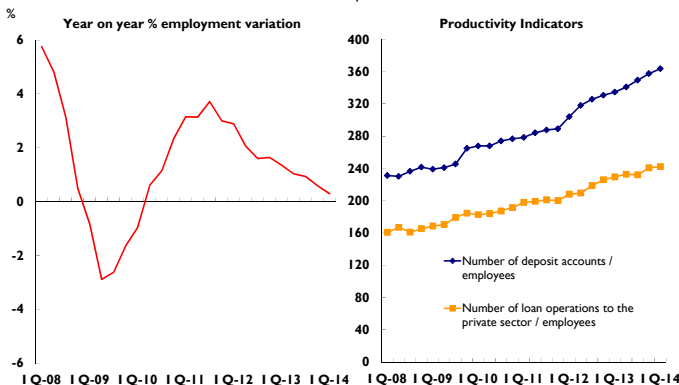 %
Year on year % employment variation
6
4
2
0
-2
-4
-6
I Q-08 I Q-09 I Q-10 I Q-11 I Q-12 I Q-13 I Q-14
Productivity Indicators
400
360
320
280
240
200
160
120
80
40
0
Number of deposit accounts /
employees
Number of loan operations to the
private sector / employees
I Q-08 I Q-09 I Q-10 I Q-11 I Q-12 I Q-13 I Q-14